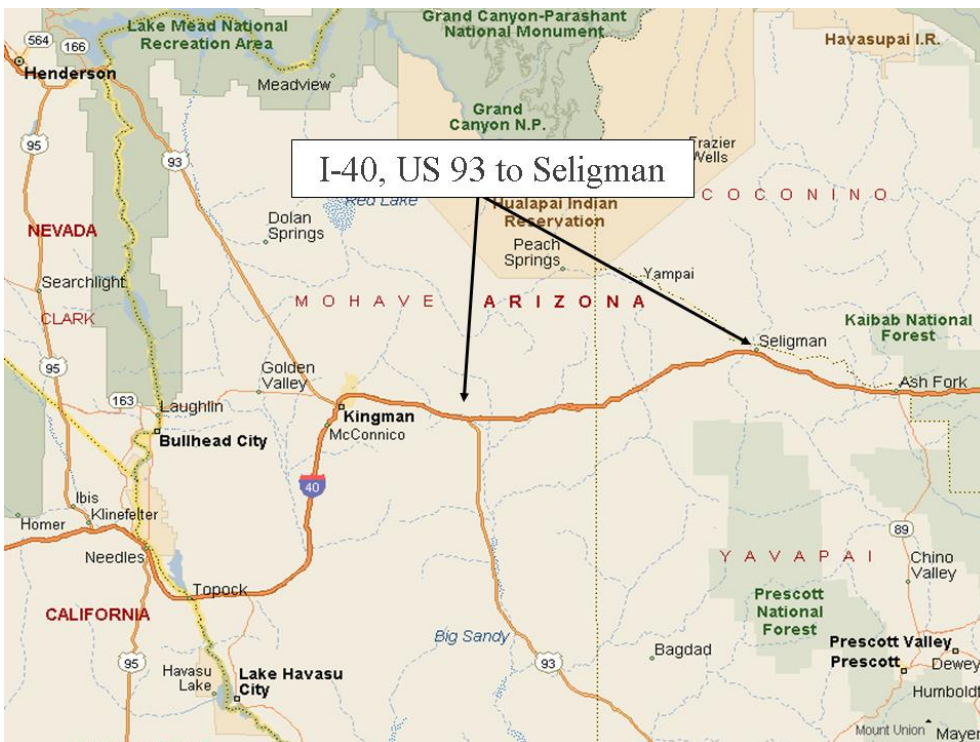 Lake Mead National
Recreation Area
Grand Canyon-Parashant
National Monument
Havasupai I.R.
564
166
Henderson
Meadview
Grand
Canyon N.P.
95
93
Frazier
Wells
I-40, US 93 to Seligman
Red Lake
Hualapai Indian
Reservation
COCONINO
Dolan
Springs
NEVADA
Peach
Springs
Yampai
Searchlight
MOHAVE
ARIZONA
CLARK
Kaibab National
Forest
Seligman
95
Golden
Valley
Ash Fork
163
Laughlin
Kingman
McConnico
Bullhead City
40
Ibis
Klinefelter
Homer
89
Needles
YAVAPAI
Chino
Valley
Topock
CALIFORNIA
Prescott
National
Forest
Big Sandy
Bagdad
Prescott Valley
Prescott
Dewey
95
93
Havasu
Lake
Lake Havasu
City
Humboldt
Mount Union
Mayer